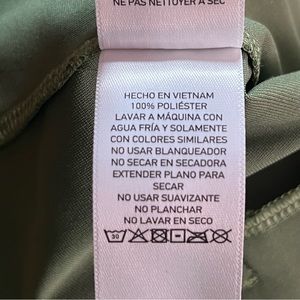 NE PAS NETTOYER À SEC
HECHO EN VIETNAM
100% POLIÉSTER
LAVAR A MÁQUINA CON
AGUA FRÍA Y SOLAMENTE
CON COLORES SIMILARES
NO USAR BLANQUEADOR
NO SECAR EN SECADORA
EXTENDER PLANO PARA
SECAR
NO USAR SUAVIZANTE
NO PLANCHAR
NO LAVAR EN SECO
30